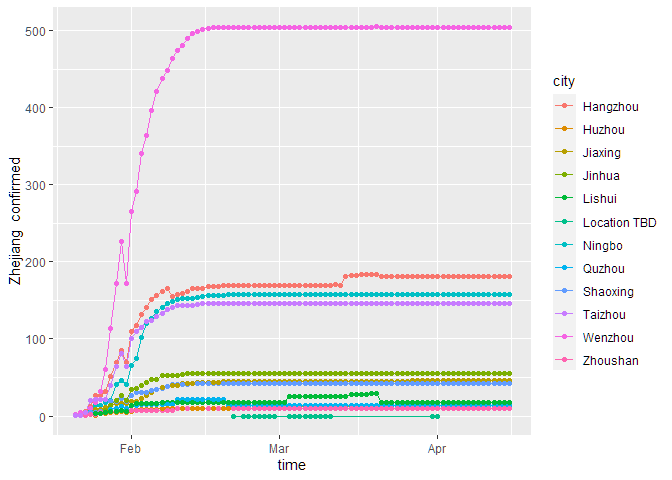 Zhejiang confirmed
500
400
300
200
100
0
Feb
Mar
Apr
time
city
Hangzhou
Huzhou
Jiaxing
Jinhua
Lishui
Location TBD
Ningbo
Quzhou
Shaoxing
Taizhou
Wenzhou
Zhoushan